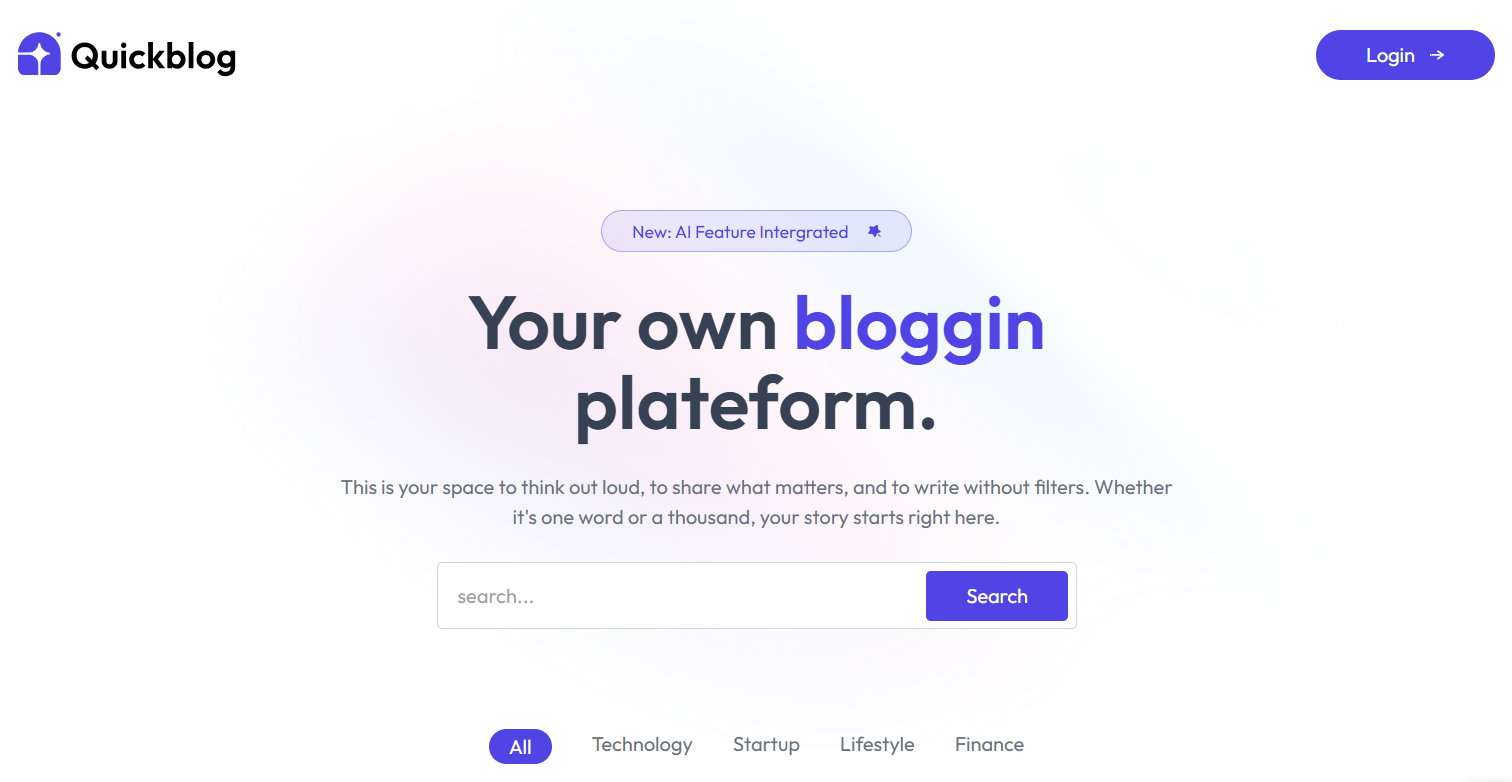 Quickblog
Login →
New: AI Feature Intergrated
Your own bloggin
plateform.
This is your space to think out loud, to share what matters, and to write without filters. Whether
it's one word or a thousand, your story starts right here.
search...
Search
All
Technology
Startup
Lifestyle
Finance